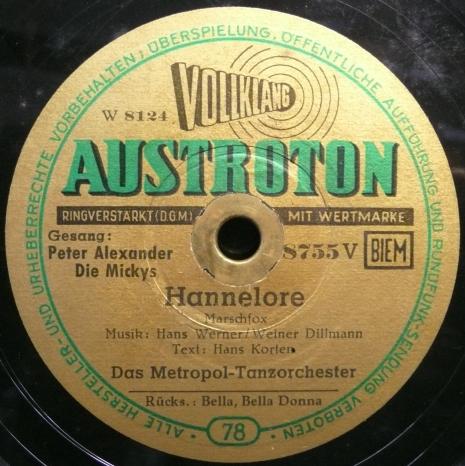 ALLE HERSTELLER- UND URHEBERRECHTE VORBEHALTEN; ÜBERSPIELUNG, ÖFFENTLICHE AUFFÜHRUNG UND RUNDFUNK-SENDUNG VERBOTEN
W 8124
VOLLKLANG
AUSTROTON
RINGVERSTÄRKT (D.G.M.) MIT WERTMARKE
Gesang:
Peter Alexander
Die Mickys
8755 V BIEM
Hannelore
Marschfox
Musik: Hans Werner/Weiner Dillmann
Text: Hans Korten
Das Metropol-Tanzorchester
Rücks.: Bella, Bella Donna
78